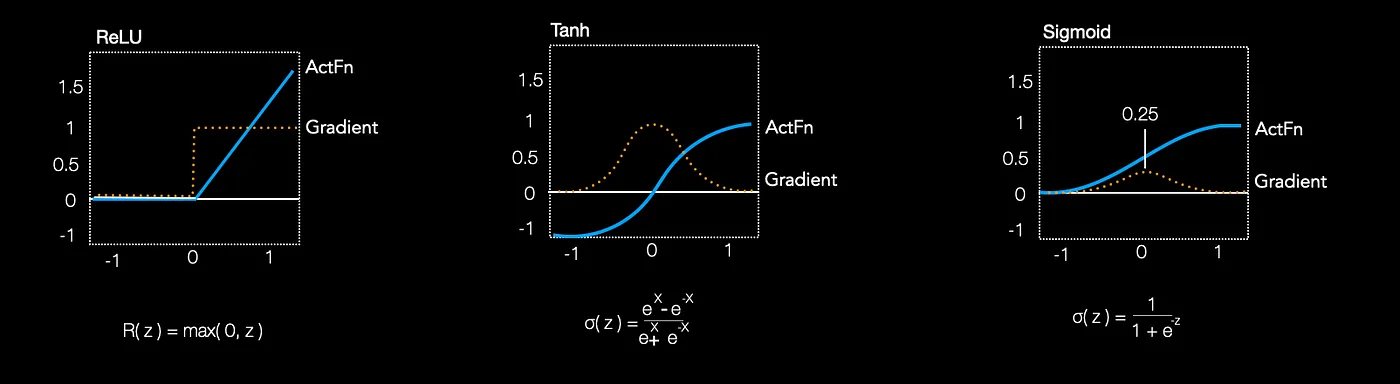 ReLU
1.5
1
0.5
0
-1
-1 0 1
ActFn
Gradient
R( z ) = max( 0, z )
Tanh
1.5
1
0.5
0
-1
-1 0 1
ActFn
Gradient
σ( z ) = (e^x - e^-x) / (e^x + e^-x)
Sigmoid
1.5
1
0.5
0
-1
-1 0 1
0.25
ActFn
Gradient
σ( z ) = 1 / (1 + e^-z)